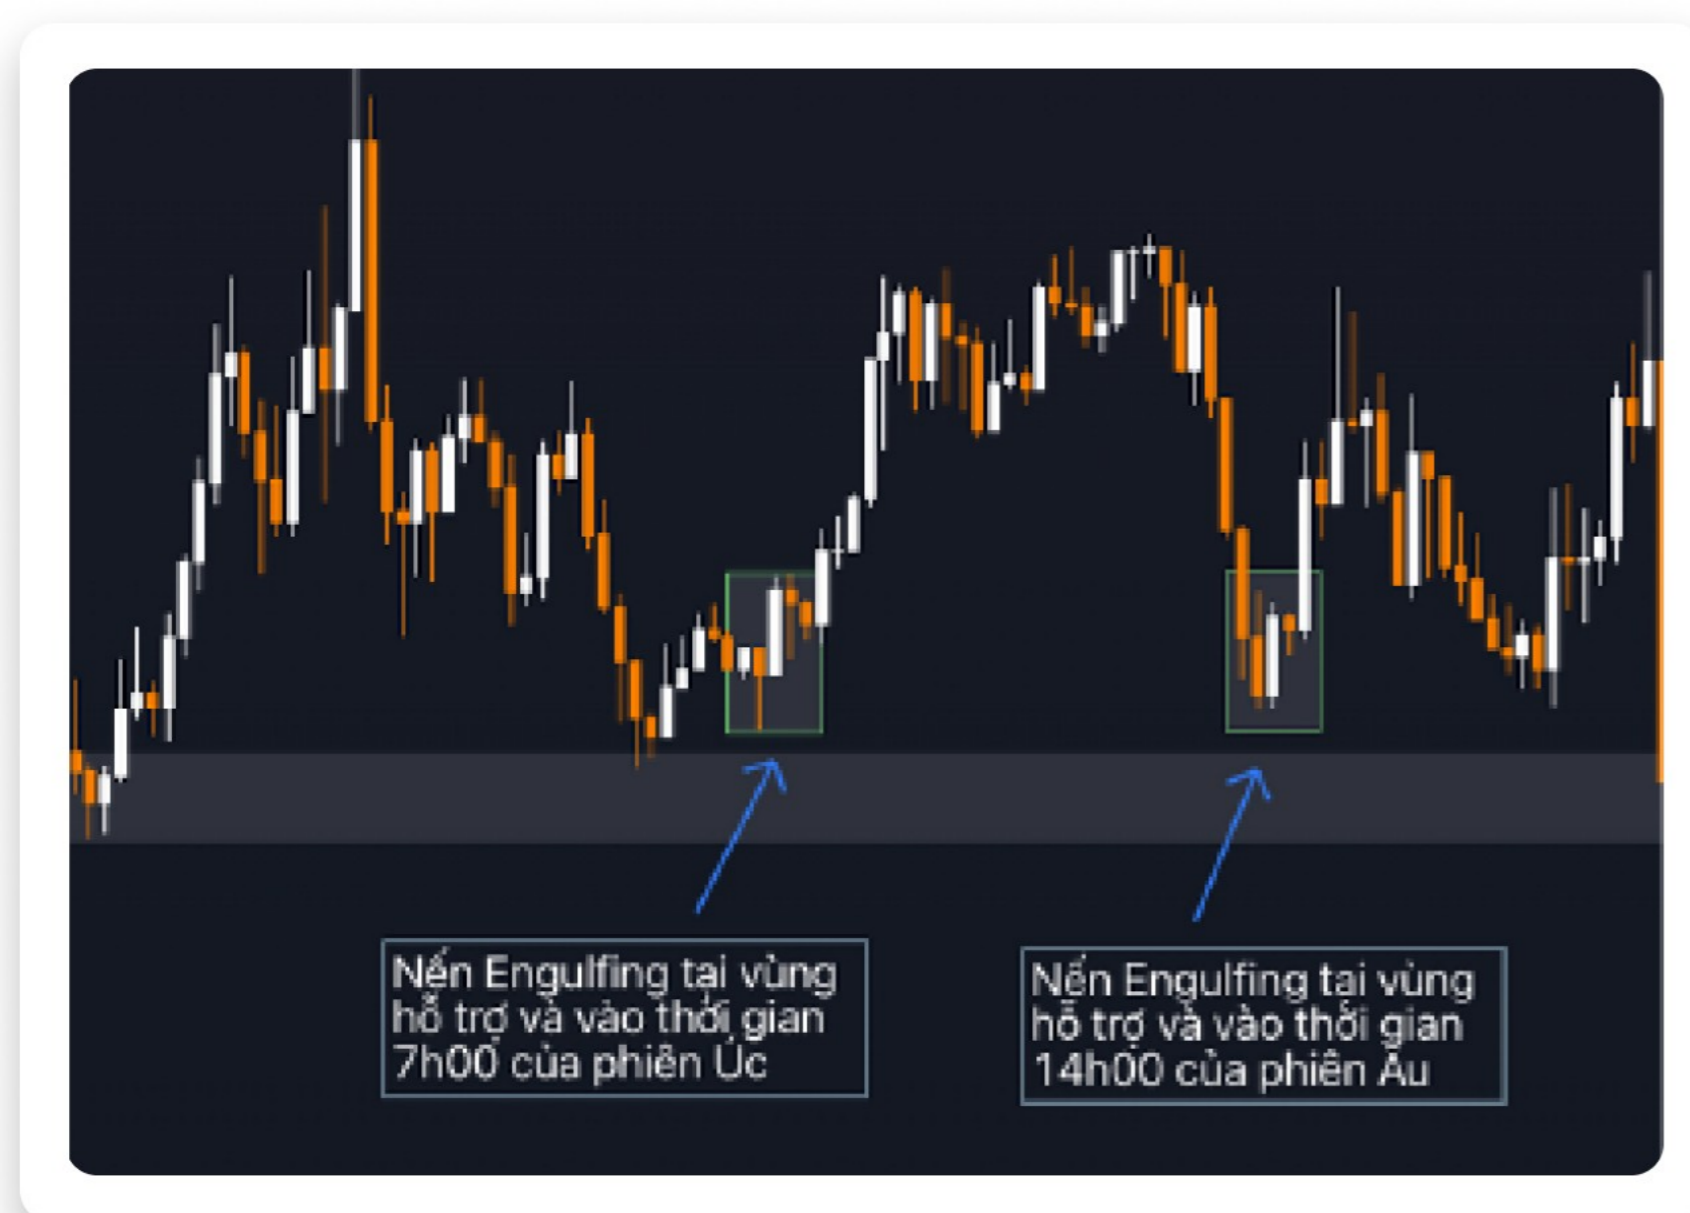 Nến Engulfing tại vùng
hỗ trợ và vào thời gian
7h00 của phiên Úc
Nến Engulfing tại vùng
hỗ trợ và vào thời gian
14h00 của phiên Âu